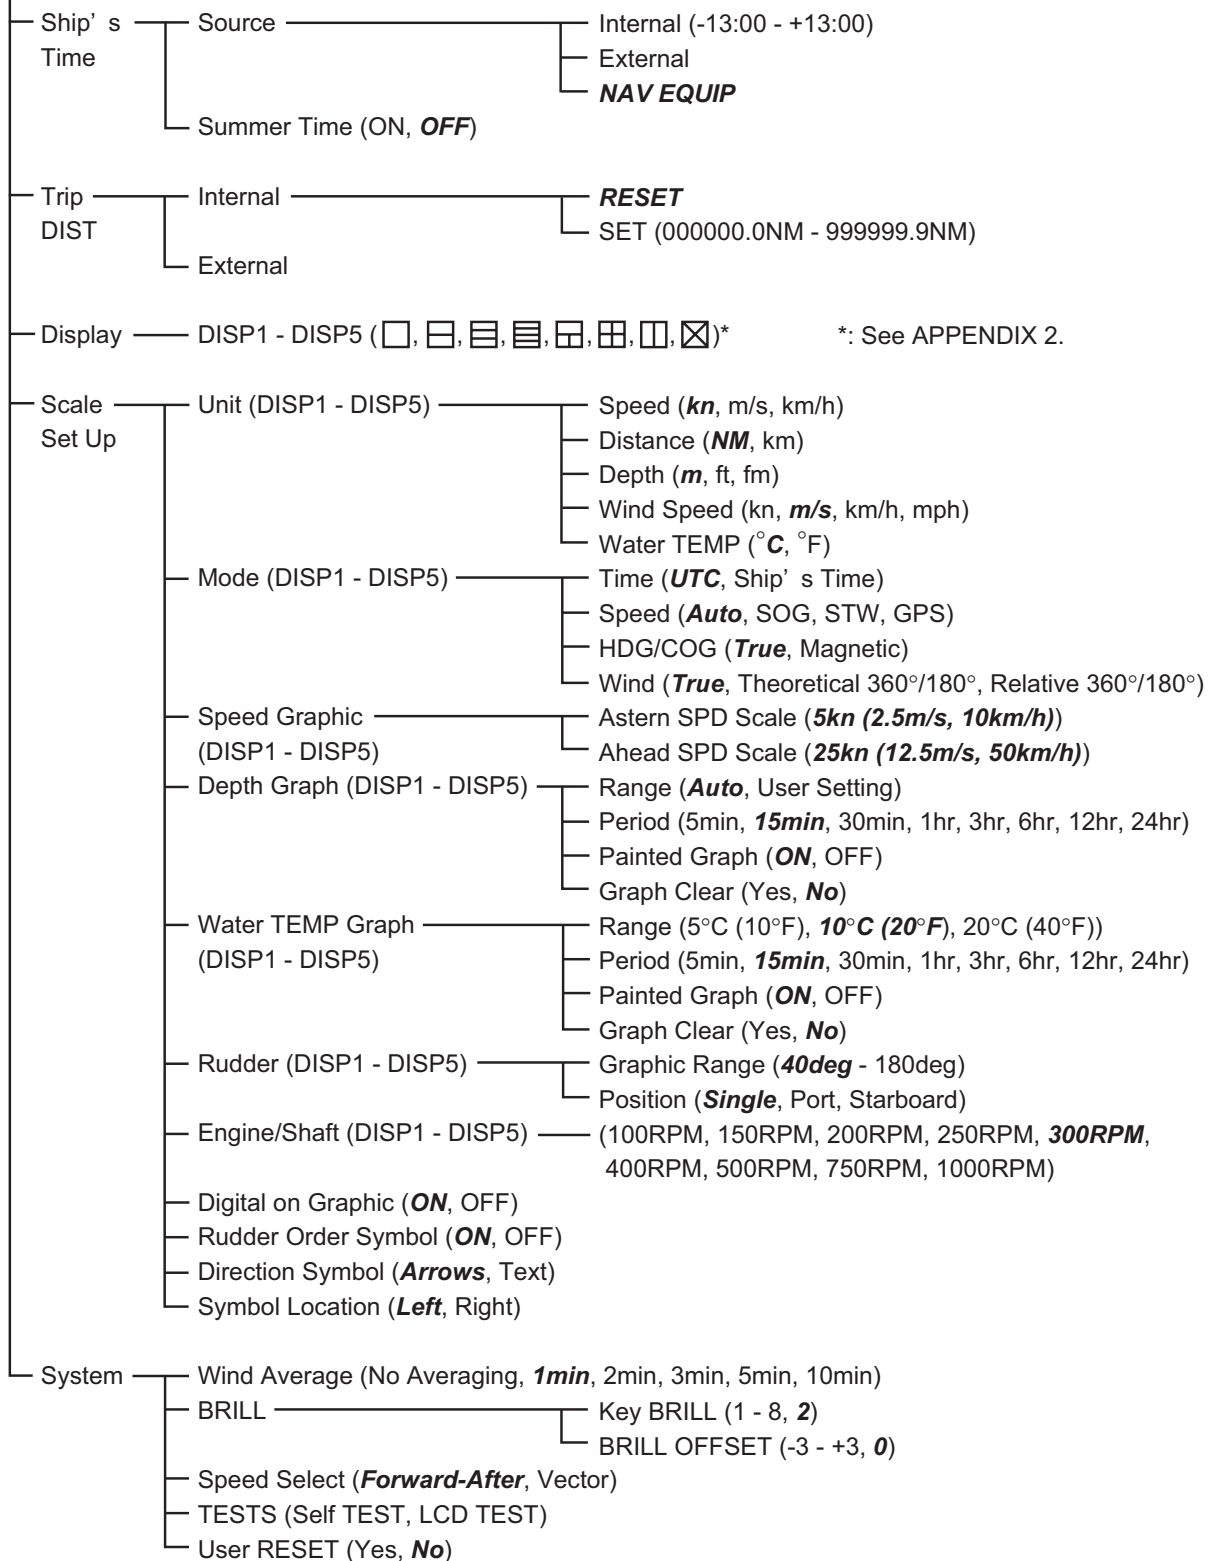 Ship’ s Source Internal (-13:00 - +13:00)
Time External
NAV EQUIP
Summer Time (ON, OFF)
Trip Internal RESET
DIST SET (000000.0NM - 999999.9NM)
External
Display DISP1 - DISP5 ( , , , , , , , )* *: See APPENDIX 2.
Scale Unit (DISP1 - DISP5) Speed (kn, m/s, km/h)
Set Up Distance (NM, km)
Depth (m, ft, fm)
Wind Speed (kn, m/s, km/h, mph)
Water TEMP (°C, °F)
Mode (DISP1 - DISP5) Time (UTC, Ship’ s Time)
Speed (Auto, SOG, STW, GPS)
HDG/COG (True, Magnetic)
Wind (True, Theoretical 360°/180°, Relative 360°/180°)
Speed Graphic Astern SPD Scale (5kn (2.5m/s, 10km/h))
(DISP1 - DISP5) Ahead SPD Scale (25kn (12.5m/s, 50km/h))
Depth Graph (DISP1 - DISP5) Range (Auto, User Setting)
Period (5min, 15min, 30min, 1hr, 3hr, 6hr, 12hr, 24hr)
Painted Graph (ON, OFF)
Graph Clear (Yes, No)
Water TEMP Graph Range (5°C (10°F), 10°C (20°F), 20°C (40°F))
(DISP1 - DISP5) Period (5min, 15min, 30min, 1hr, 3hr, 6hr, 12hr, 24hr)
Painted Graph (ON, OFF)
Graph Clear (Yes, No)
Rudder (DISP1 - DISP5) Graphic Range (40deg - 180deg)
Position (Single, Port, Starboard)
Engine/Shaft (DISP1 - DISP5) (100RPM, 150RPM, 200RPM, 250RPM, 300RPM,
400RPM, 500RPM, 750RPM, 1000RPM)
Digital on Graphic (ON, OFF)
Rudder Order Symbol (ON, OFF)
Direction Symbol (Arrows, Text)
Symbol Location (Left, Right)
System Wind Average (No Averaging, 1min, 2min, 3min, 5min, 10min)
BRILL Key BRILL (1 - 8, 2)
BRILL OFFSET (-3 - +3, 0)
Speed Select (Forward-After, Vector)
TESTS (Self TEST, LCD TEST)
User RESET (Yes, No)